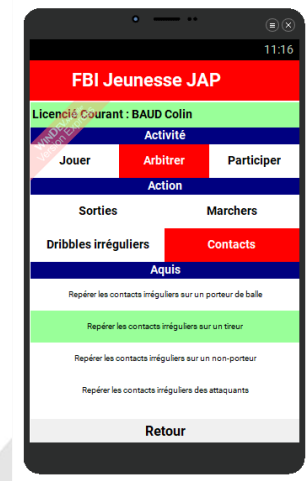 11:16
FBI Jeunesse JAP
Licencié Courant : BAUD Colin
Activité
Jouer Arbitrer Participer
Action
Sorties Marchers
Dribbles irréguliers Contacts
Aquis
Repérer les contacts irréguliers sur un porteur de balle
Repérer les contacts irréguliers sur un tireur
Repérer les contacts irréguliers sur un non-porteur
Repérer les contacts irréguliers des attaquants
Retour